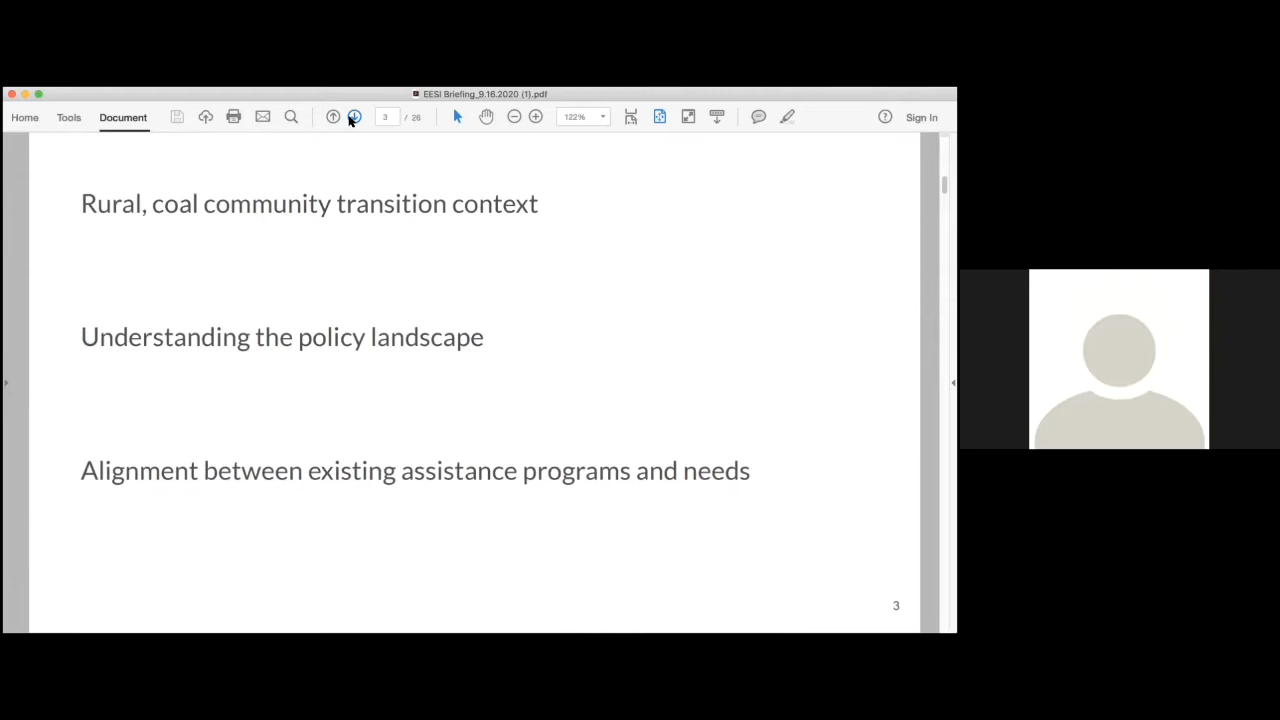 EESI Briefing_9.16.2020 (1).pdf
Home Tools Document 3 / 26 122% Sign In
Rural, coal community transition context
Understanding the policy landscape
Alignment between existing assistance programs and needs
3